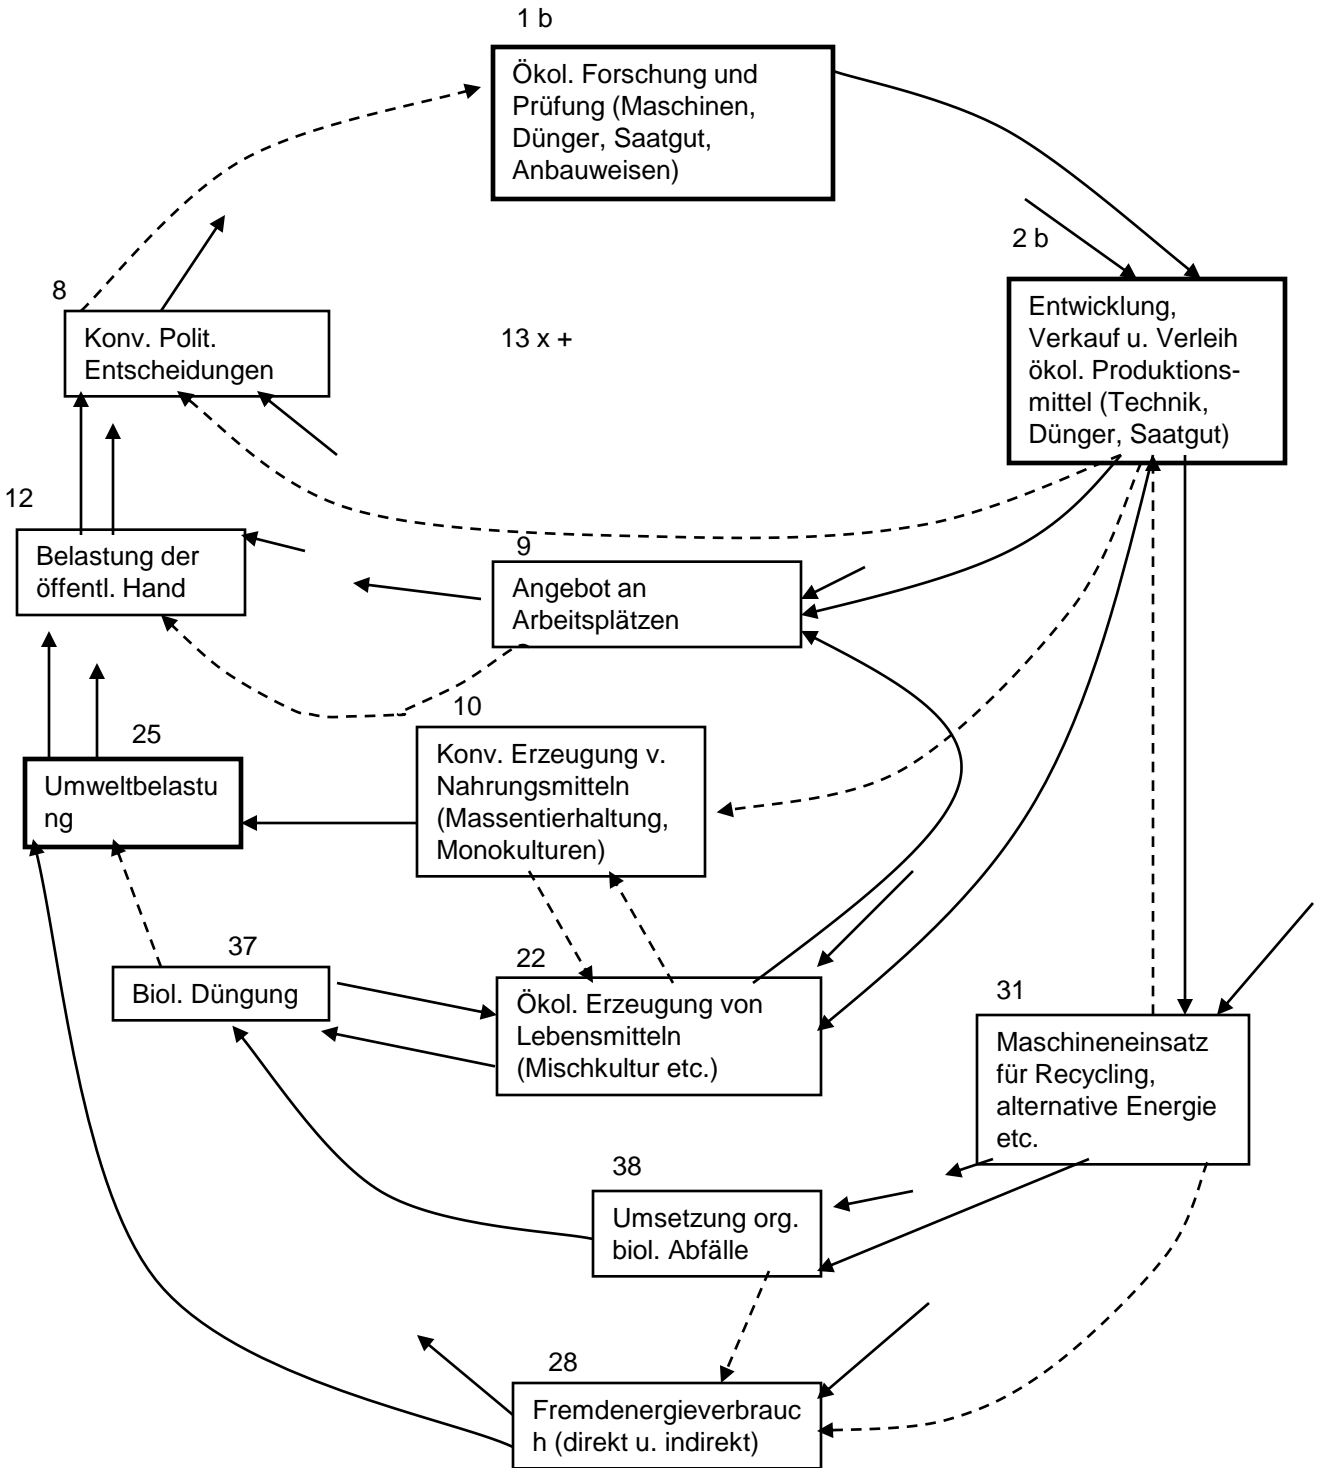 1 b
Ökol. Forschung und
Prüfung (Maschinen,
Dünger, Saatgut,
Anbauweisen)
2 b
Entwicklung,
Verkauf u. Verleih
ökol. Produktions-
mittel (Technik,
Dünger, Saatgut)
8
Konv. Polit.
Entscheidungen
13 x +
12
Belastung der
öffentl. Hand
9
Angebot an
Arbeitsplätzen
10
Konv. Erzeugung v.
Nahrungsmitteln
(Massentierhaltung,
Monokulturen)
25
Umweltbelastu
ng
37
Biol. Düngung
22
Ökol. Erzeugung von
Lebensmitteln
(Mischkultur etc.)
31
Maschineneinsatz
für Recycling,
alternative Energie
etc.
38
Umsetzung org.
biol. Abfälle
28
Fremdenergieverbrauc
h (direkt u. indirekt)